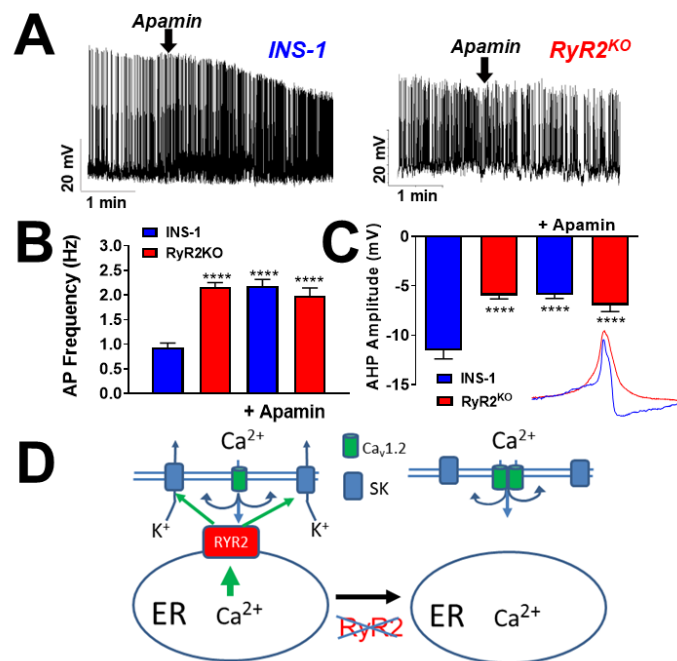 A
Apamin
INS-1
20 mV
1 min
Apamin
RyR2KO
20 mV
1 min
B
INS-1
RyR2KO
AP Frequency (Hz)
3.0
2.5
2.0
1.5
1.0
0.5
0.0
****
****
****
+ Apamin
C
+ Apamin
AHP Amplitude (mV)
0
-5
-10
-15
****
****
****
INS-1
RyR2KO
D
Ca2+
Cav1.2
SK
Ca2+
K+
K+
RYR2
ER
Ca2+
RyR2
ER
Ca2+